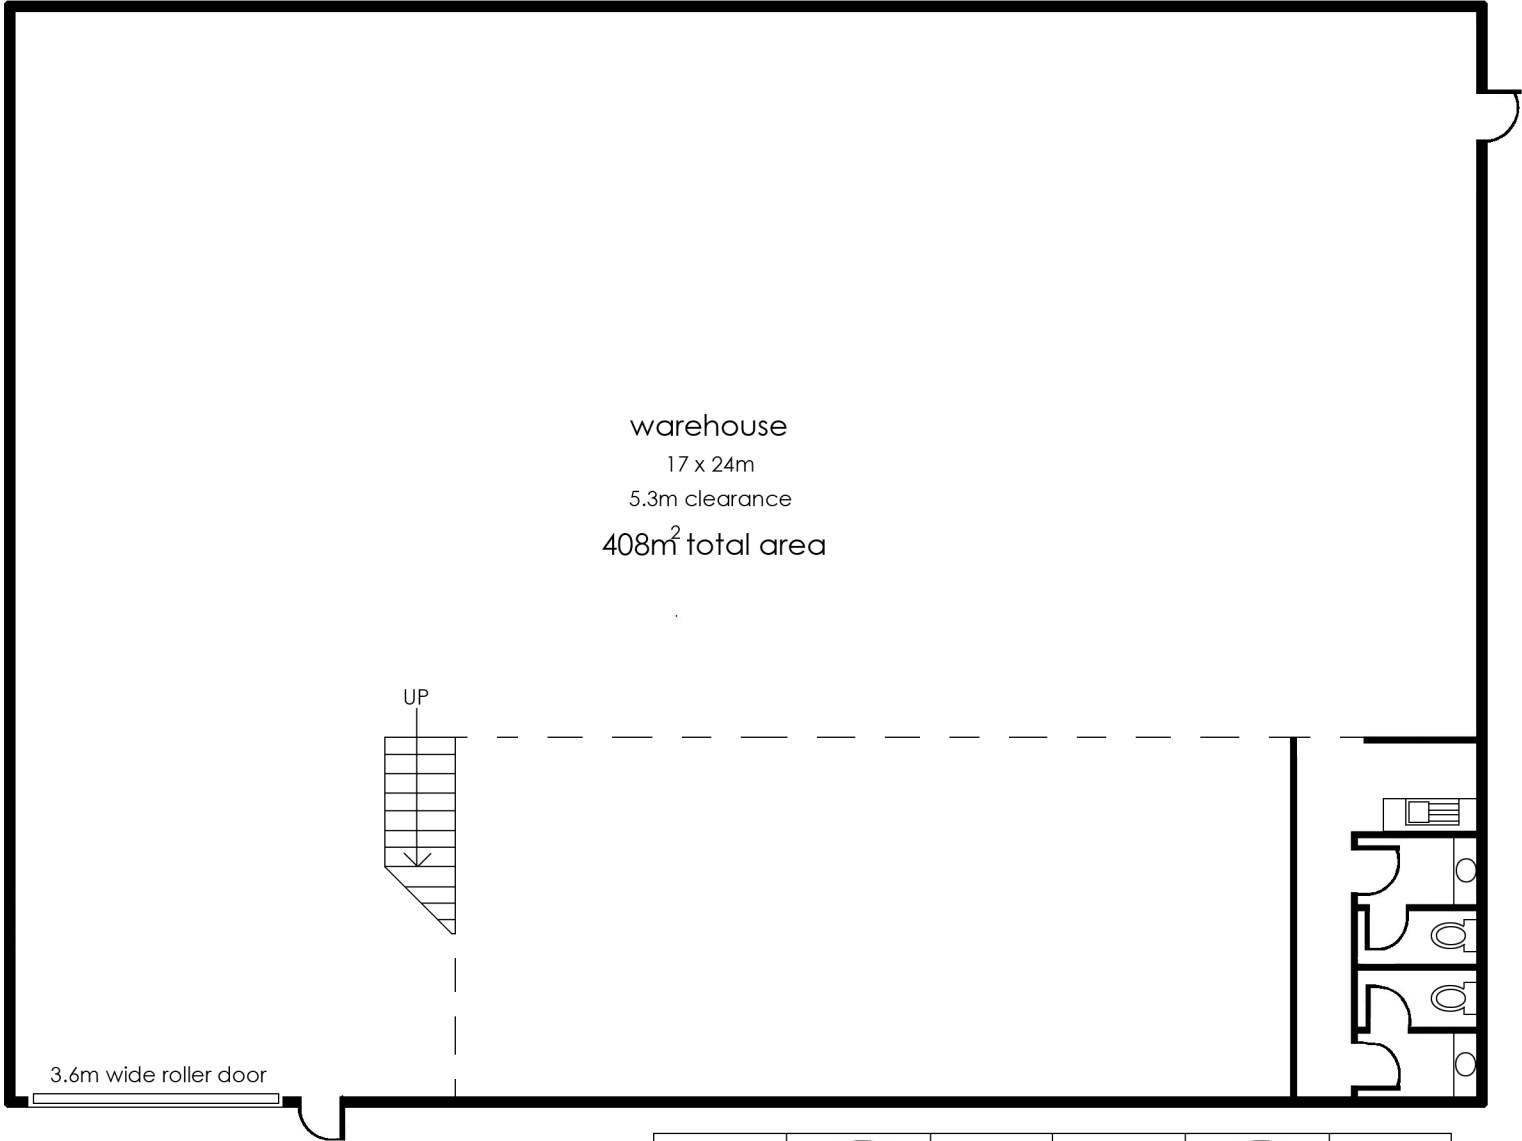 warehouse
17 x 24m
5.3m clearance
408m² total area
UP
3.6m wide roller door